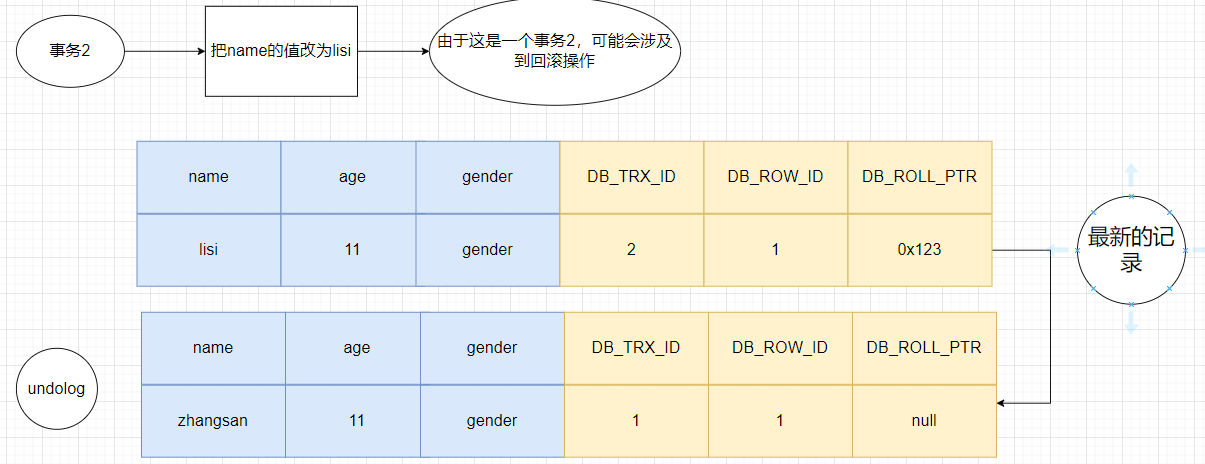 事务2
把name的值改为lisi
由于这是一个事务2，可能会涉及
到回滚操作
name age gender DB_TRX_ID DB_ROW_ID DB_ROLL_PTR
lisi 11 gender 2 1 0x123
最新的记
录
name age gender DB_TRX_ID DB_ROW_ID DB_ROLL_PTR
undolog
zhangsan 11 gender 1 1 null